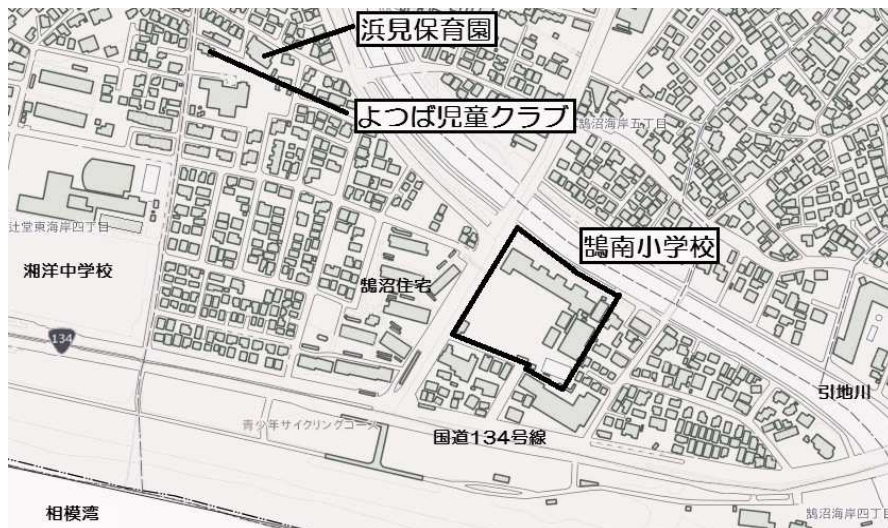 浜見保育園
よつば児童クラブ
鵠沼海岸五丁目
辻堂東海岸四丁目
鵠南小学校
湘洋中学校
鵠沼住宅
134
引地川
青少年サイクリングコース
国道134号線
相模湾
鵠沼海岸四丁目